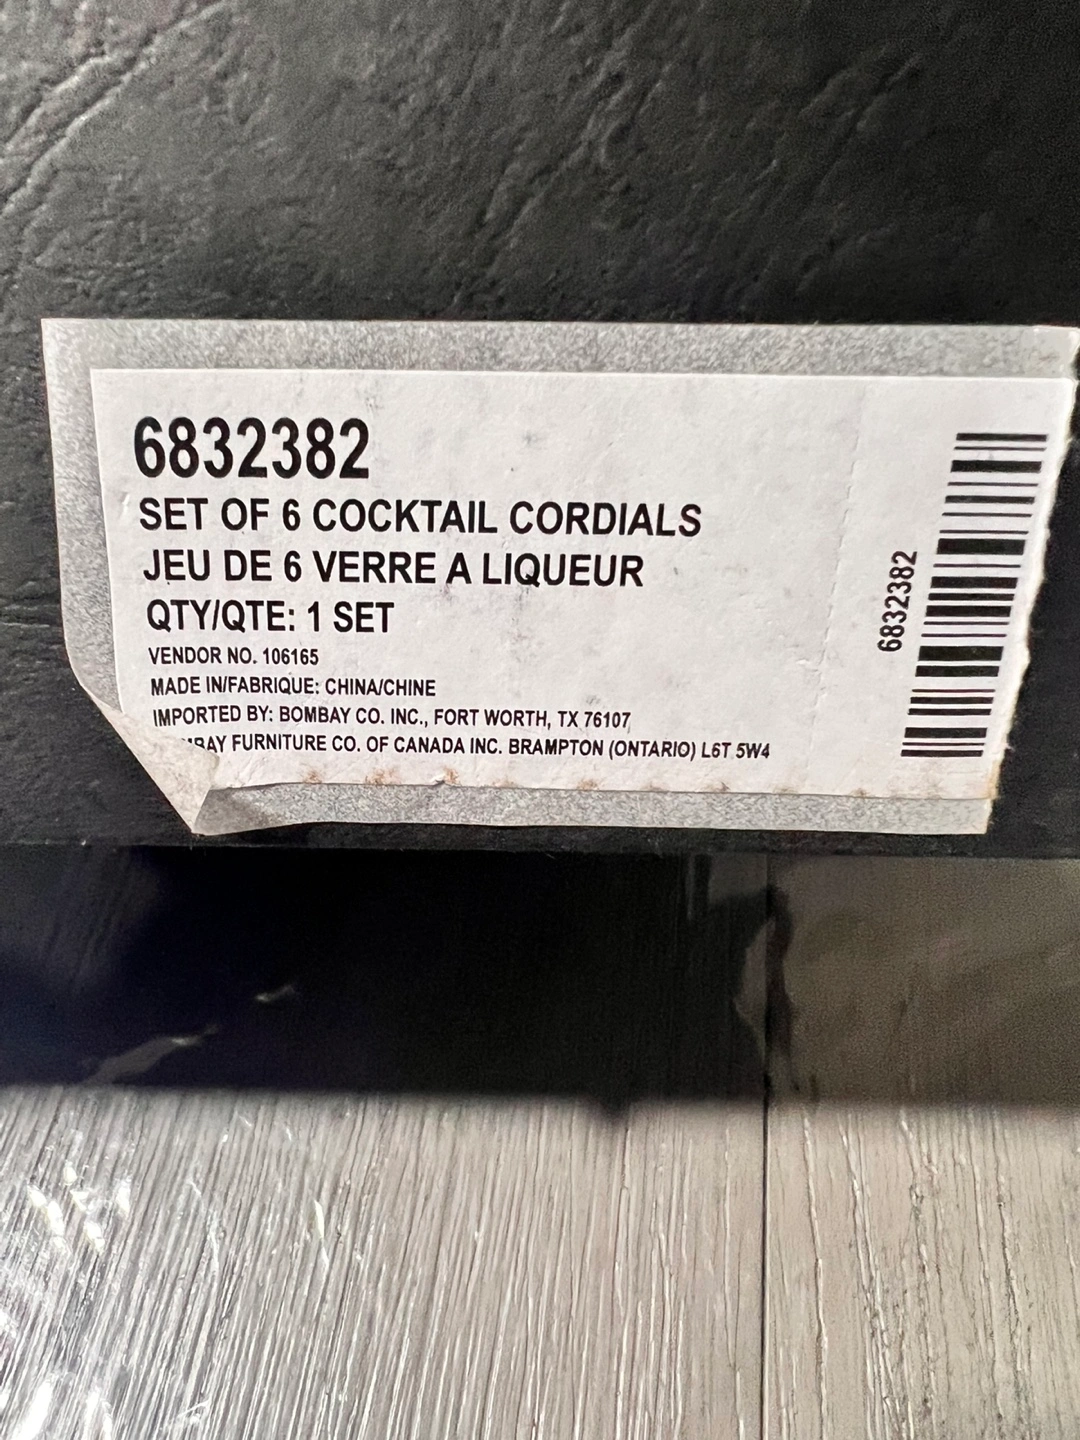 6832382
SET OF 6 COCKTAIL CORDIALS
JEU DE 6 VERRE A LIQUEUR
QTY/QTE: 1 SET
VENDOR NO. 106165
MADE IN/FABRIQUE: CHINA/CHINE
IMPORTED BY: BOMBAY CO. INC., FORT WORTH, TX 76107
FURNITURE CO. OF CANADA INC. BRAMPTON (ONTARIO) L6T 5W4
6832382